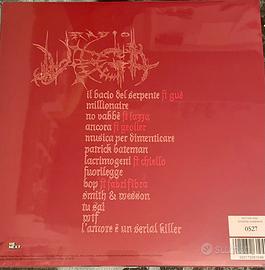 il bacio del serpente ft guè
millionaire
no vabbè ft lazza
ancora ft geolier
musica per dimenticare
patrick bateman
lacrimogeni ft chiello
fuorilegge
bop ft fabri fibra
smith & wesson
tu sai
wtf
l'amore è un serial killer
0527
subito